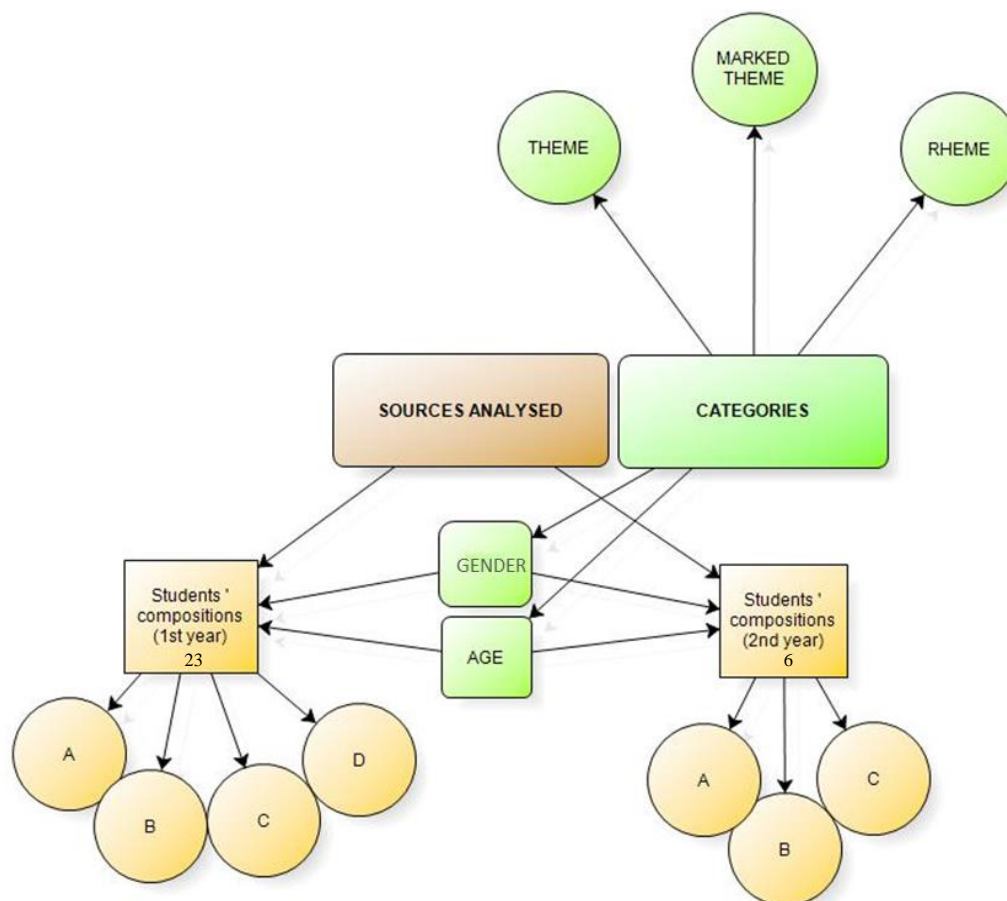 MARKED
THEME
THEME
RHEME
SOURCES ANALYSED
CATEGORIES
GENDER
AGE
Students '
compositions
(1st year)
23
Students '
compositions
(2nd year)
6
A
B
C
D
A
B
C